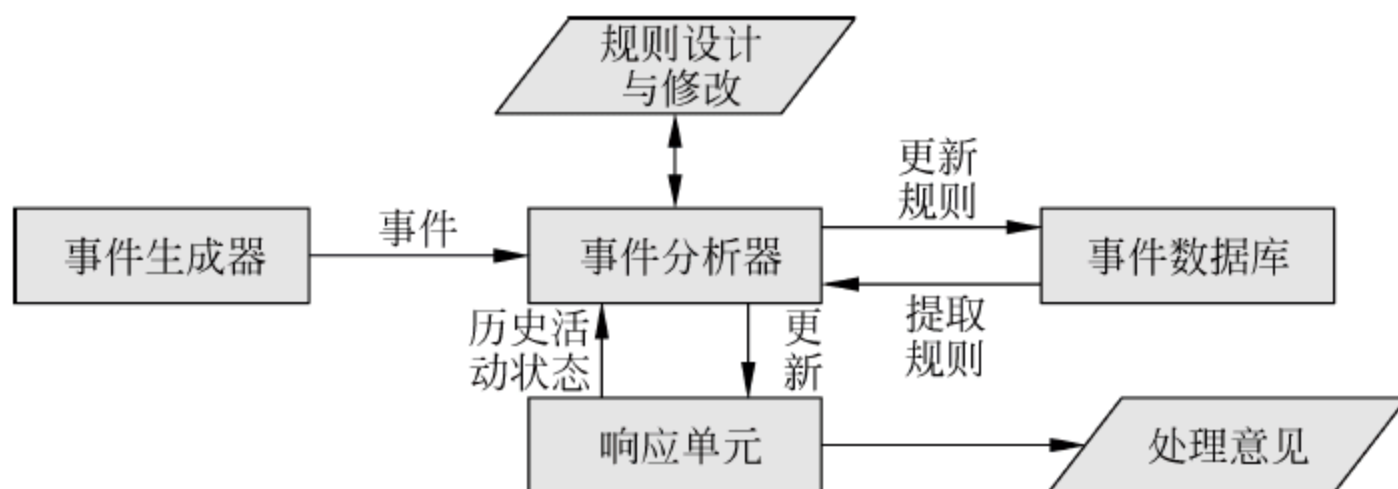 规则设计
与修改
更新
规则
事件生成器
事件
事件分析器
事件数据库
提取
规则
历史活
动状态
更
新
响应单元
处理意见